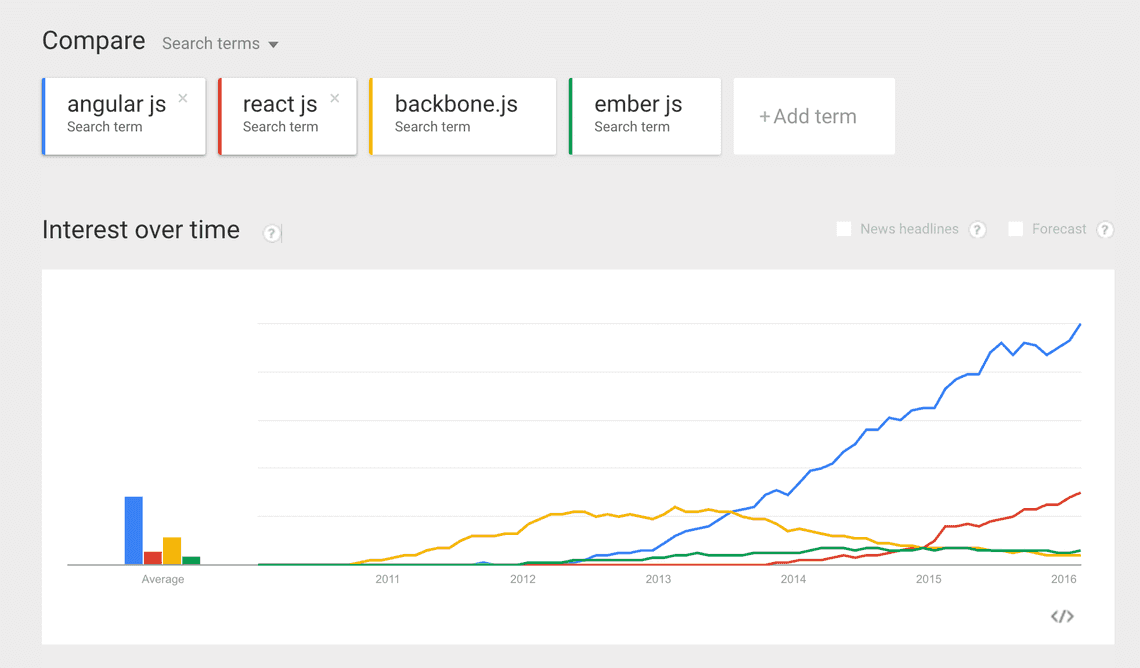 Compare Search terms
angular js × react js × backbone.js ember js +Add term
Search term Search term Search term Search term
Interest over time ? News headlines ? Forecast ?
Average 2011 2012 2013 2014 2015 2016
</>